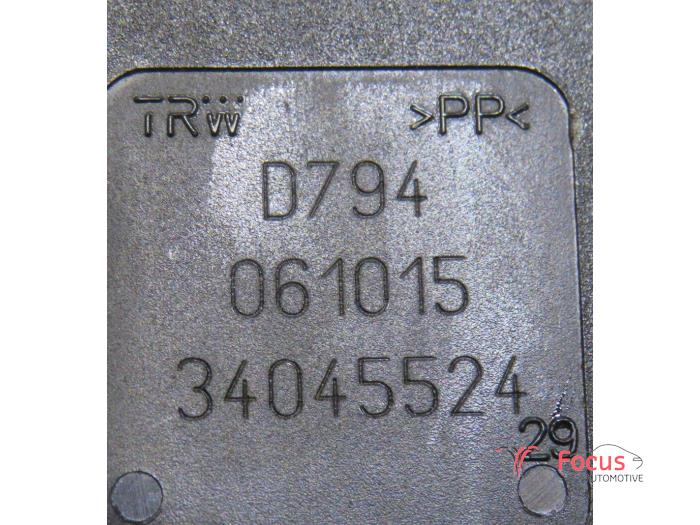 TRW >PP<
D794
061015
34045524
29
Focus
AUTOMOTIVE